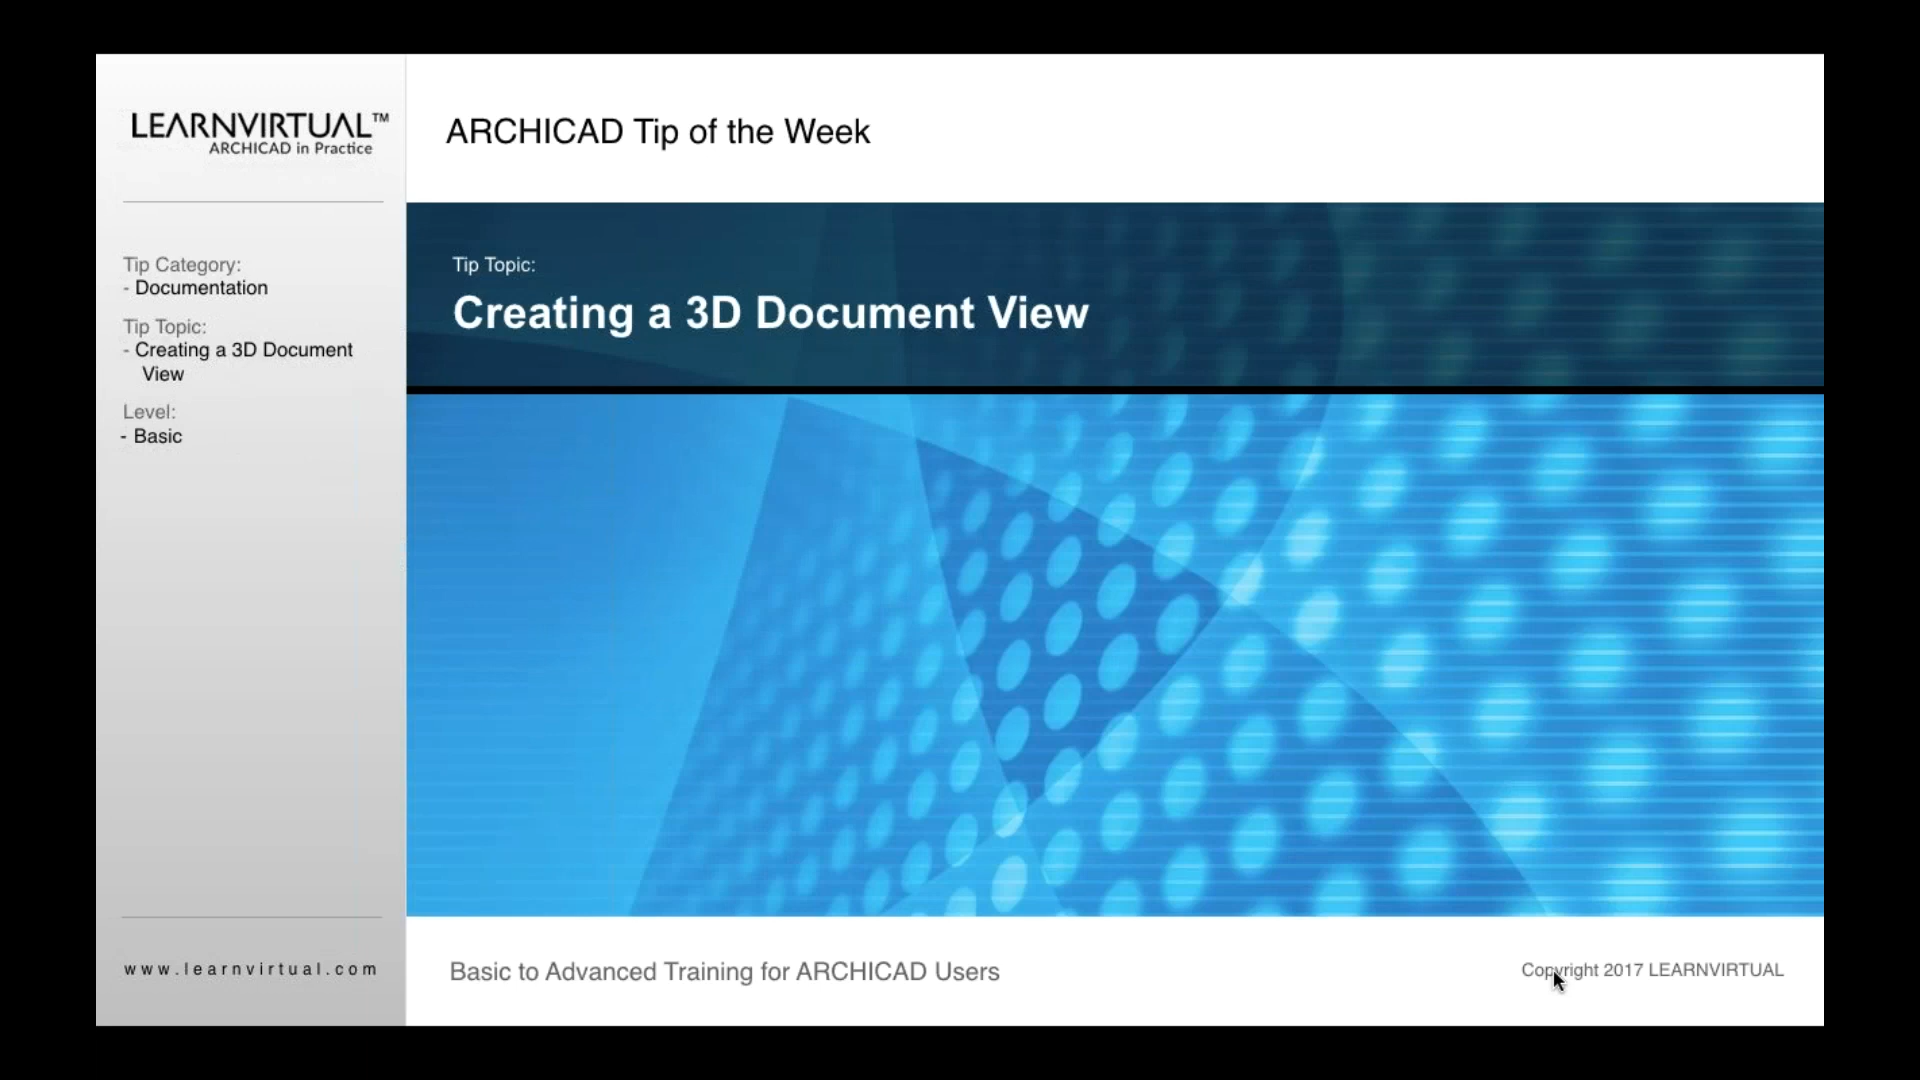 LEARNVIRTUAL™
ARCHICAD in Practice
ARCHICAD Tip of the Week
Tip Category:
- Documentation
Tip Topic:
- Creating a 3D Document
View
Level:
- Basic
Tip Topic:
Creating a 3D Document View
www.learnvirtual.com
Basic to Advanced Training for ARCHICAD Users
Copyright 2017 LEARNVIRTUAL